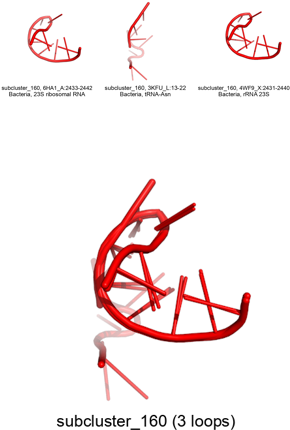 subcluster_160, 6HA1_A:2433-2442
Bacteria, 23S ribosomal RNA
subcluster_160, 3KFU_L:13-22
Bacteria, tRNA-Asn
subcluster_160, 4WF9_X:2431-2440
Bacteria, rRNA 23S
subcluster_160 (3 loops)